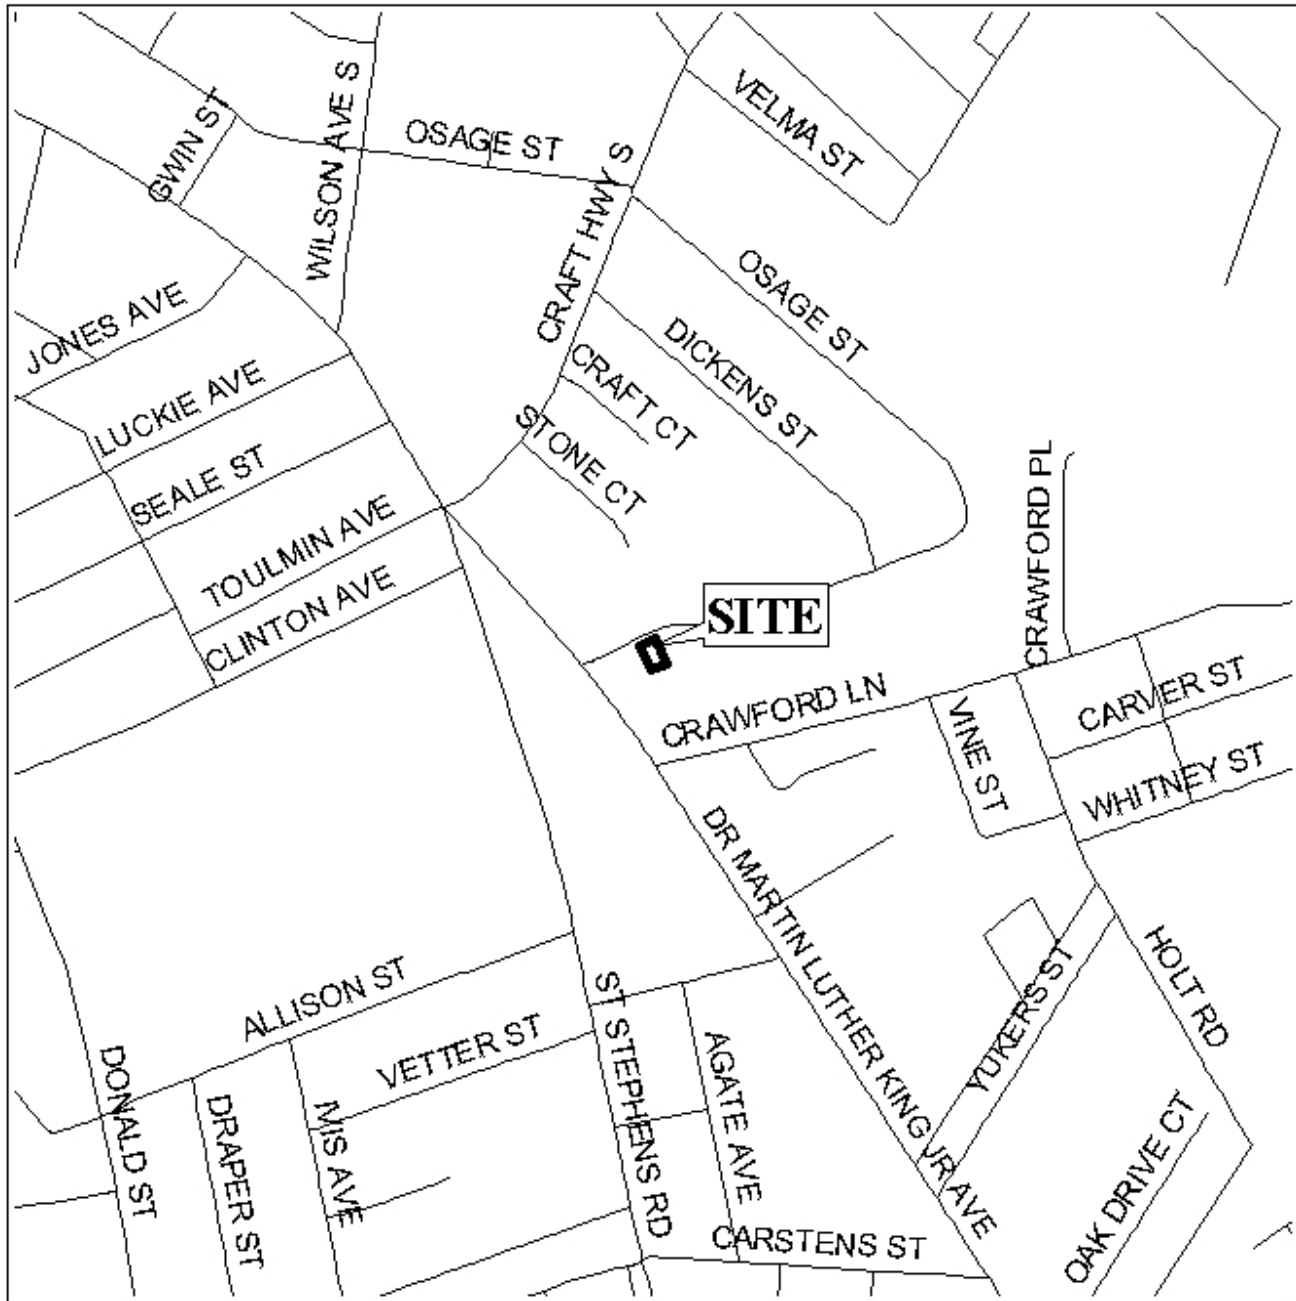 GWIN ST
WILSON AVE S
OSAGE ST
VELMA ST
CRAFT HWY S
OSAGE ST
JONES AVE
DICKENS ST
LUCKIE AVE
CRAFT CT
SEALE ST
STONE CT
TOULMIN AVE
CRAWFORD PL
CLINTON AVE
SITE
CRAWFORD LN
CARVER ST
VINE ST
WHITNEY ST
DR MARTIN LUTHER KING JR AVE
ALLISON ST
ST STEPHENS RD
YUKERS ST
HOLT RD
VETTER ST
AGATE AVE
DONALD ST
DRAPER ST
IVIS AVE
OAK DRIVE CT
CARSTENS ST